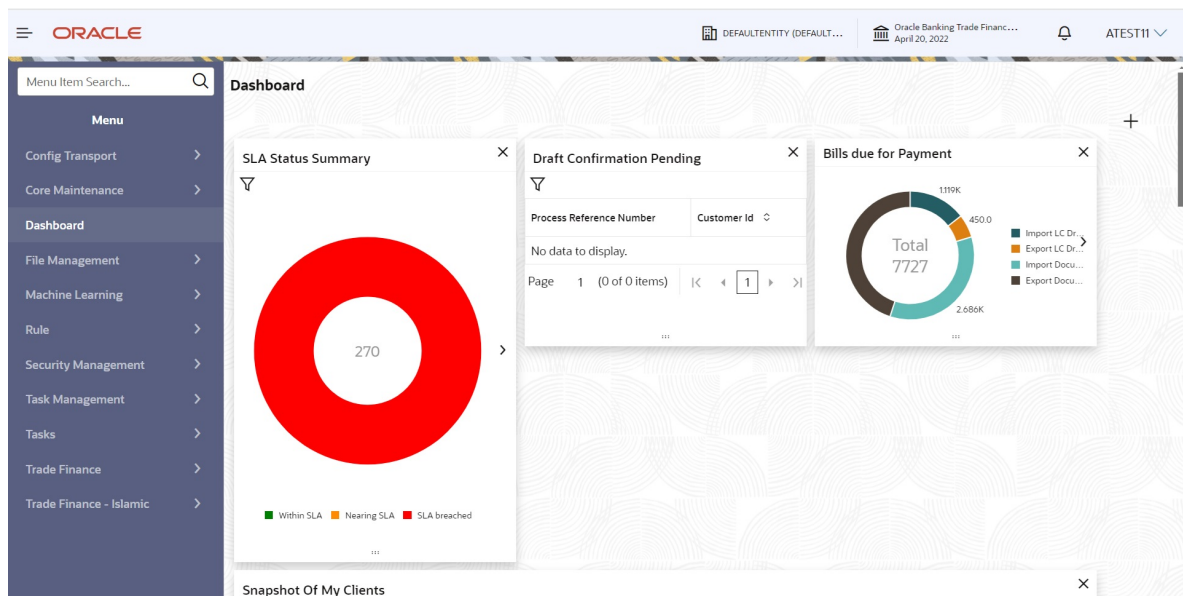 ORACLE
DEFAULTENTITY (DEFAULT...
Oracle Banking Trade Financ...
April 20, 2022
ATEST11
Menu Item Search...
Menu
Config Transport
Core Maintenance
Dashboard
File Management
Machine Learning
Rule
Security Management
Task Management
Tasks
Trade Finance
Trade Finance - Islamic
Dashboard
SLA Status Summary
270
Within SLA Nearing SLA SLA breached
Draft Confirmation Pending
Process Reference Number Customer Id
No data to display.
Page 1 (0 of 0 items) 1
Bills due for Payment
1.119K
450.0
Total
7727
2.686K
Import LC Dr...
Export LC Dr...
Import Docu...
Export Docu...
Snapshot Of My Clients